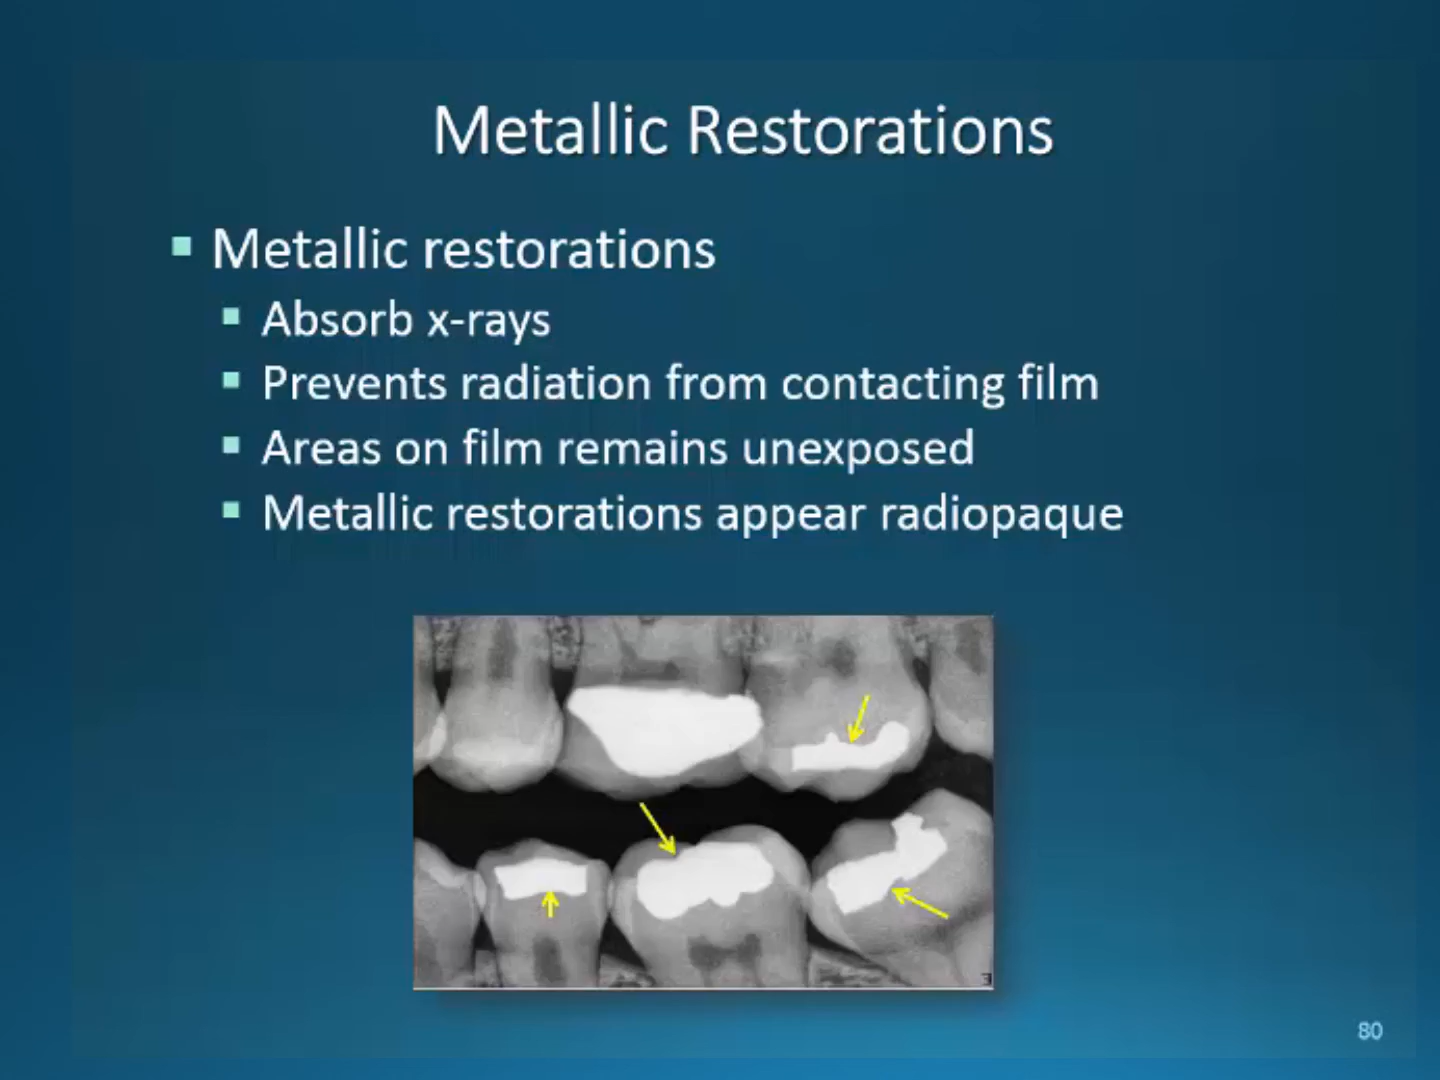 Metallic Restorations
Metallic restorations
Absorb x-rays
Prevents radiation from contacting film
Areas on film remains unexposed
Metallic restorations appear radiopaque
80